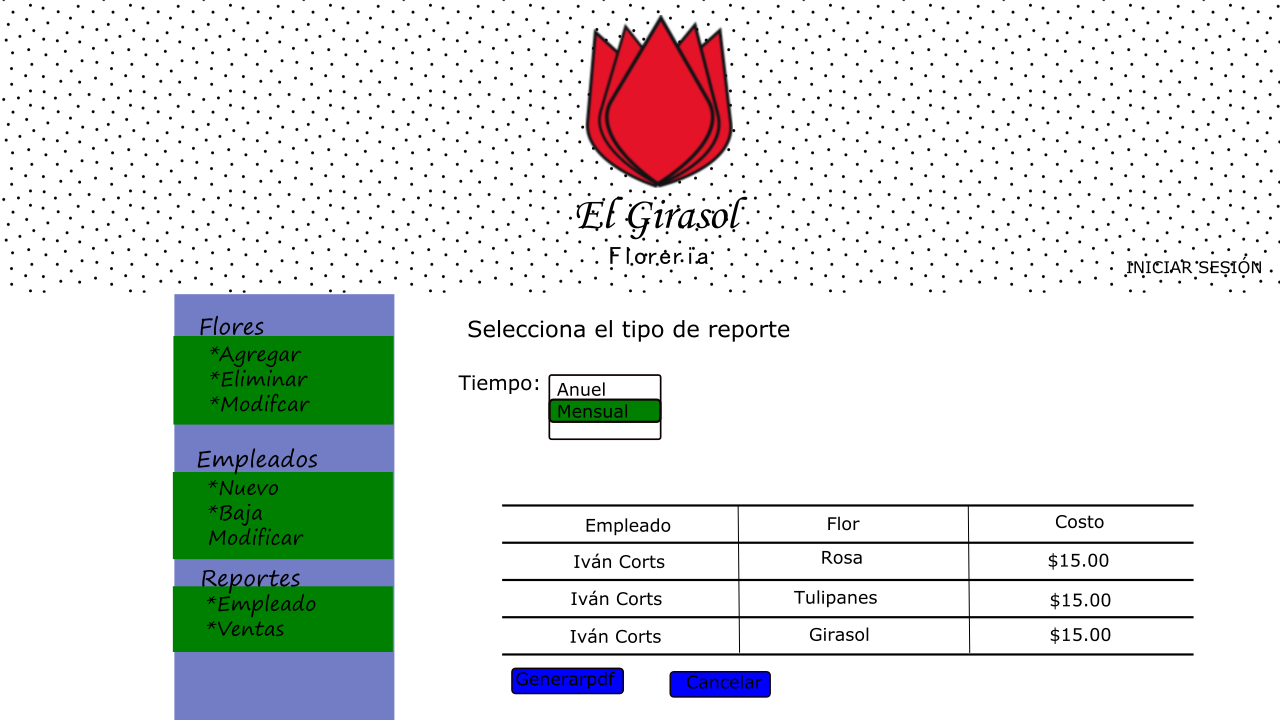 El Girasol
Florería
INICIAR SESIÓN
Flores
*Agregar
*Eliminar
*Modifcar
Empleados
*Nuevo
*Baja
Modificar
Reportes
*Empleado
*Ventas
Selecciona el tipo de reporte
Tiempo:
Anuel
Mensual
Empleado Flor Costo
Iván Corts Rosa $15.00
Iván Corts Tulipanes $15.00
Iván Corts Girasol $15.00
Generarpdf Cancelar